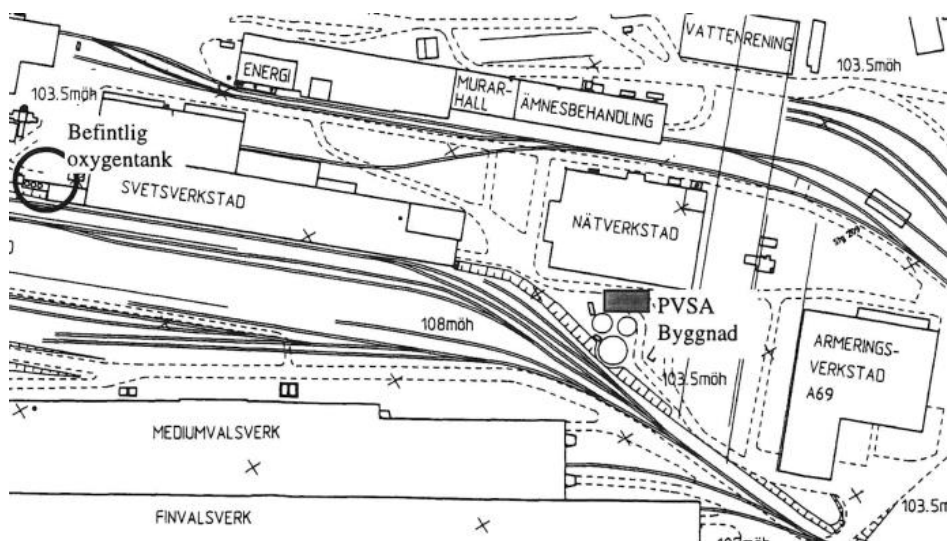 VATTENRENING
103.5möh
ENERGI
MURAR-
HALL
ÄMNESBEHANDLING
103.5möh
Befintlig
oxygentank
SVETSVERKSTAD
NÄTVERKSTAD
PVSA
Byggnad
108möh
103.5möh
ARMERINGS-
VERKSTAD
A69
MEDIUMVALSVERK
FINVALSVERK
103.5m